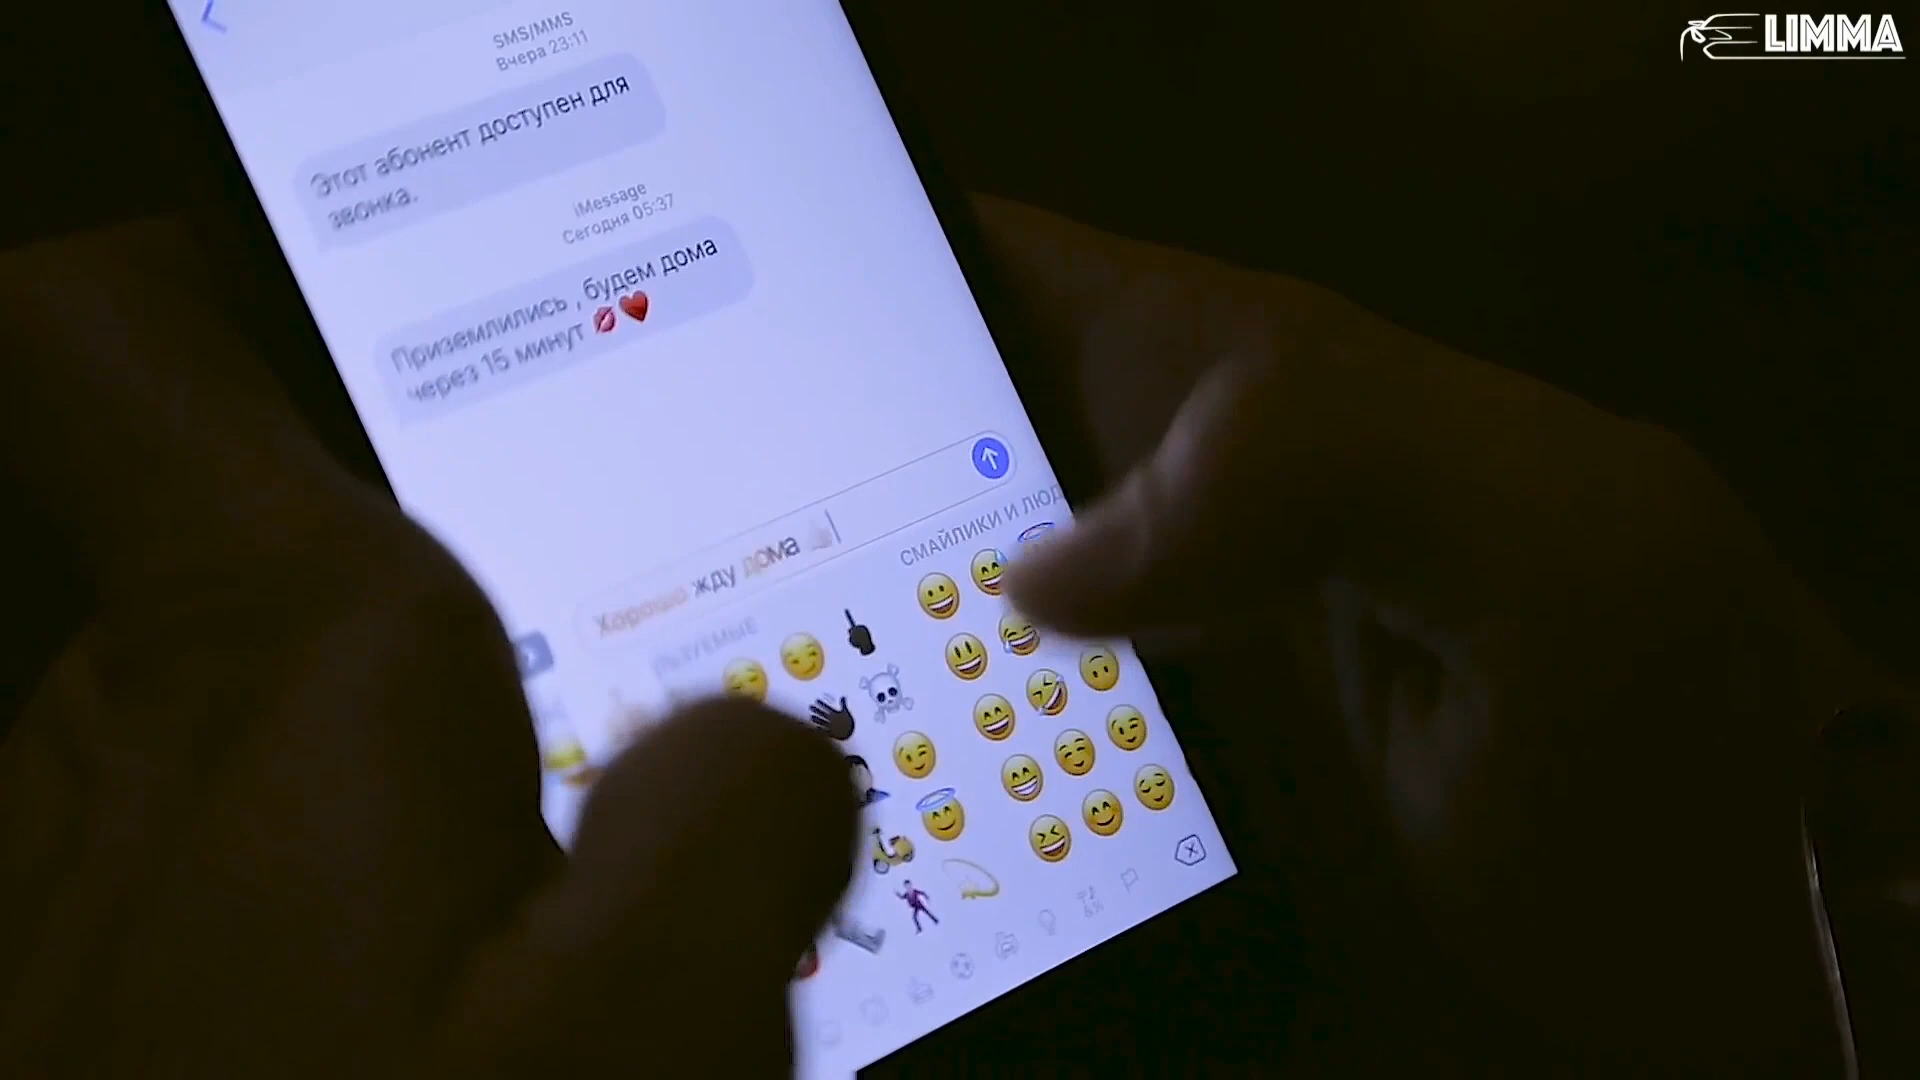 LIMMA
SMS/MMS
Вчера 23:11
Этот абонент доступен для
звонка.
iMessage
Сегодня 05:37
Приземлились , будем дома
через 15 минут 💋♥️
Хорошо жду дома
СМАЙЛИКИ И ЛЮД